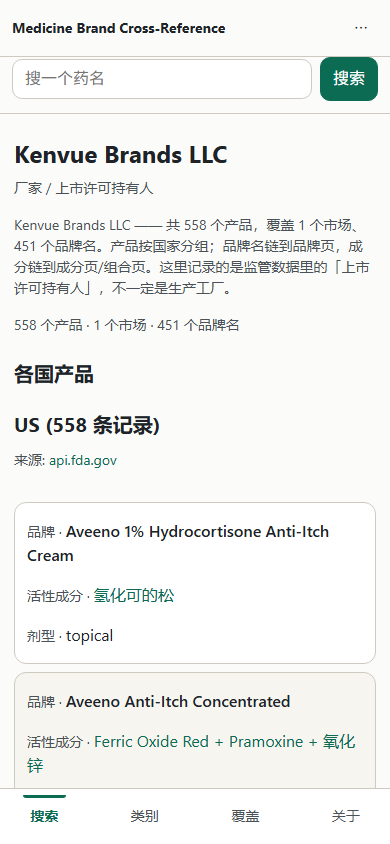 Medicine Brand Cross-Reference
···
搜一个药名
搜索
Kenvue Brands LLC
厂家 / 上市许可持有人
Kenvue Brands LLC —— 共 558 个产品，覆盖 1 个市场、
451 个品牌名。产品按国家分组；品牌名链到品牌页，成
分链到成分页/组合页。这里记录的是监管数据里的「上市
许可持有人」，不一定是生产工厂。
558 个产品 · 1 个市场 · 451 个品牌名
各国产品
US (558 条记录)
来源: api.fda.gov
品牌 · Aveeno 1% Hydrocortisone Anti-Itch
Cream
活性成分 · 氢化可的松
剂型 · topical
品牌 · Aveeno Anti-Itch Concentrated
活性成分 · Ferric Oxide Red + Pramoxine + 氧化
锌
搜索
类别
覆盖
关于